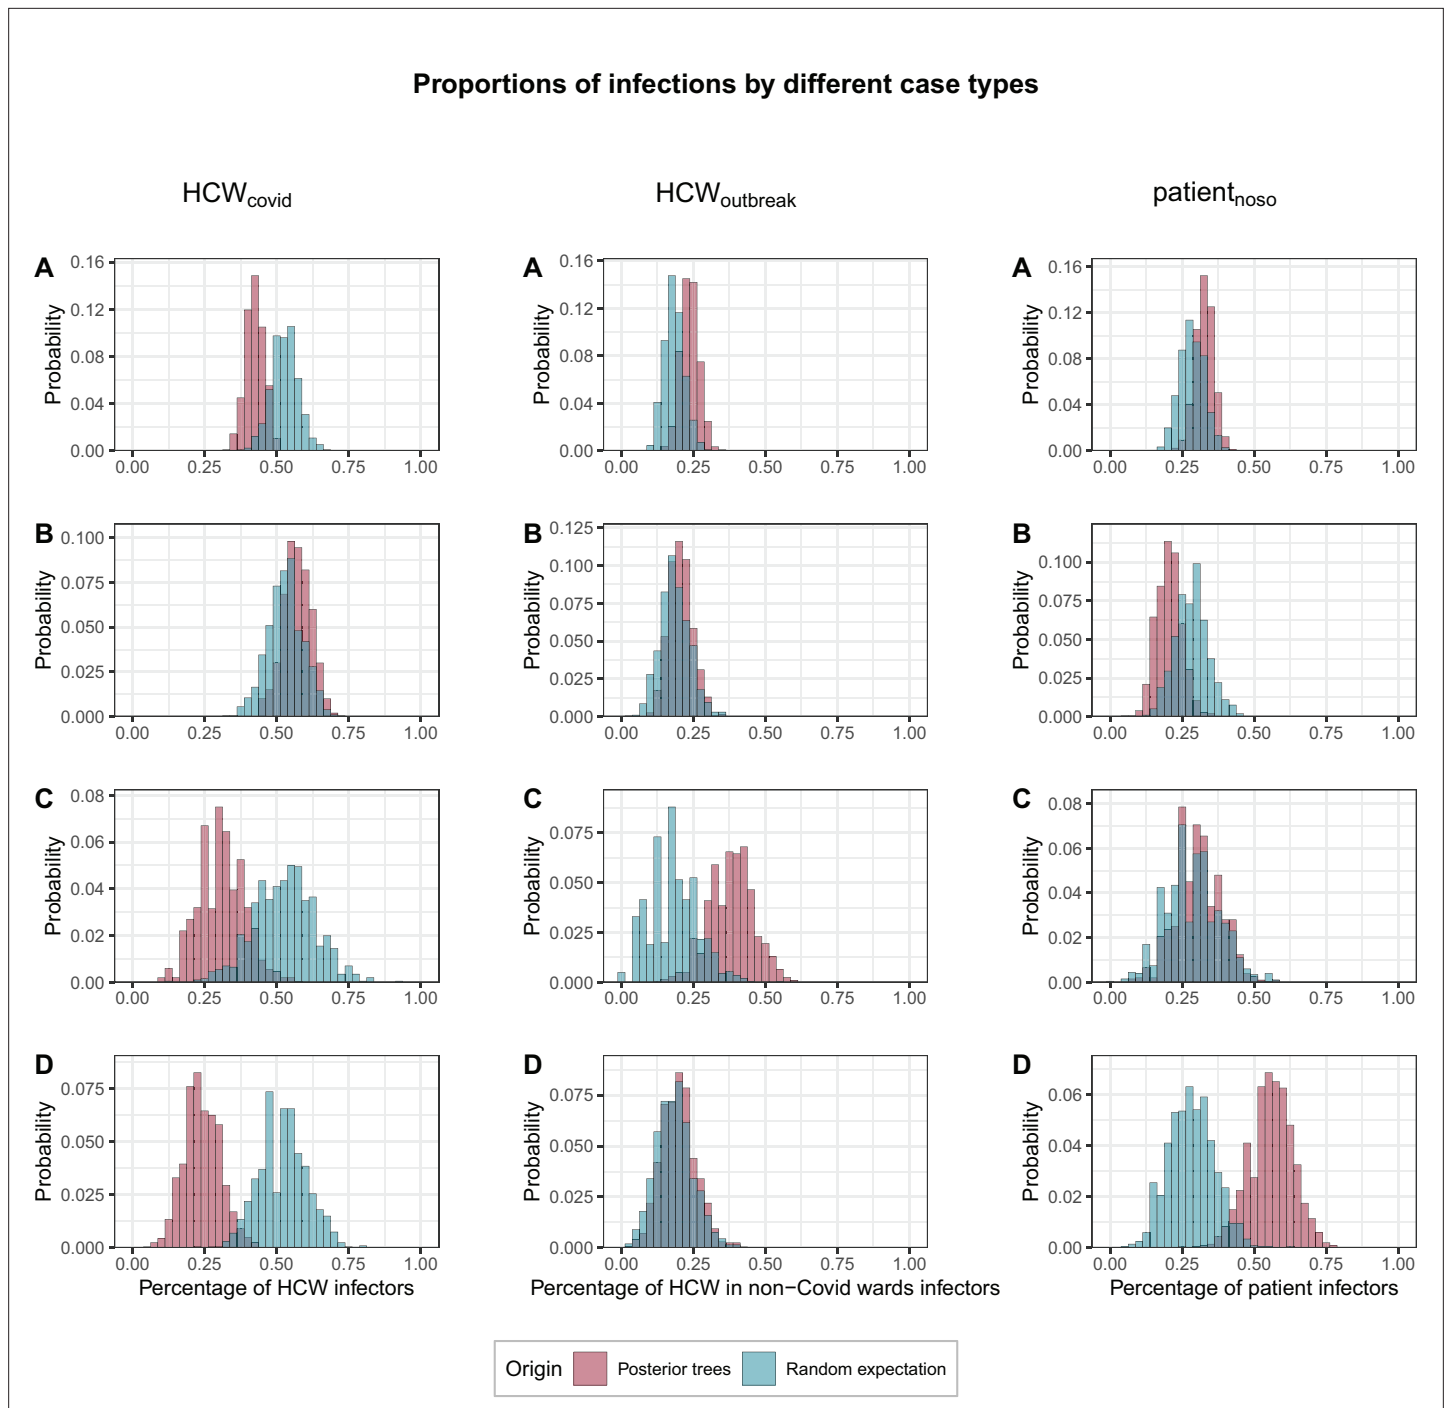 Proportions of infections by different case types
HCWcovid HCWoutbreak patientnoso
A A A
Probability Probability Probability
0.16 0.12 0.08 0.04 0.00
0.00 0.25 0.50 0.75 1.00
0.16 0.12 0.08 0.04 0.00
0.00 0.25 0.50 0.75 1.00
0.16 0.12 0.08 0.04 0.00
0.00 0.25 0.50 0.75 1.00
B B B
Probability Probability Probability
0.100 0.075 0.050 0.025 0.000
0.00 0.25 0.50 0.75 1.00
0.125 0.100 0.075 0.050 0.025 0.000
0.00 0.25 0.50 0.75 1.00
0.100 0.075 0.050 0.025 0.000
0.00 0.25 0.50 0.75 1.00
C C C
Probability Probability Probability
0.08 0.06 0.04 0.02 0.00
0.00 0.25 0.50 0.75 1.00
0.075 0.050 0.025 0.000
0.00 0.25 0.50 0.75 1.00
0.08 0.06 0.04 0.02 0.00
0.00 0.25 0.50 0.75 1.00
D D D
Probability Probability Probability
0.075 0.050 0.025 0.000
0.00 0.25 0.50 0.75 1.00
0.075 0.050 0.025 0.000
0.00 0.25 0.50 0.75 1.00
0.06 0.04 0.02 0.00
0.00 0.25 0.50 0.75 1.00
Percentage of HCW infectors Percentage of HCW in non−Covid wards infectors Percentage of patient infectors
Origin Posterior trees Random expectation